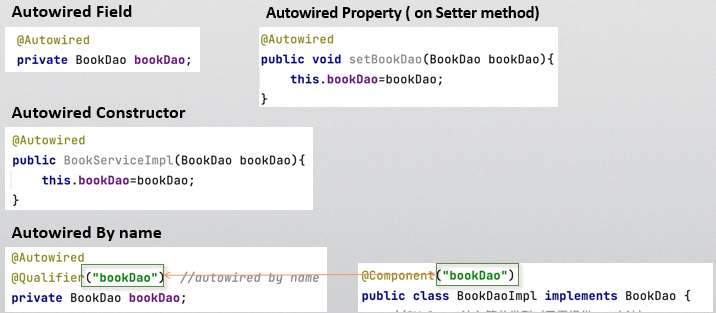 Autowired Field
@Autowired
private BookDao bookDao;
Autowired Property ( on Setter method)
@Autowired
public void setBookDao(BookDao bookDao){
this.bookDao=bookDao;
}
Autowired Constructor
@Autowired
public BookServiceImpl(BookDao bookDao){
this.bookDao=bookDao;
}
Autowired By name
@Autowired
@Qualifier("bookDao") //autowired by name
private BookDao bookDao;
@Component("bookDao")
public class BookDaoImpl implements BookDao {